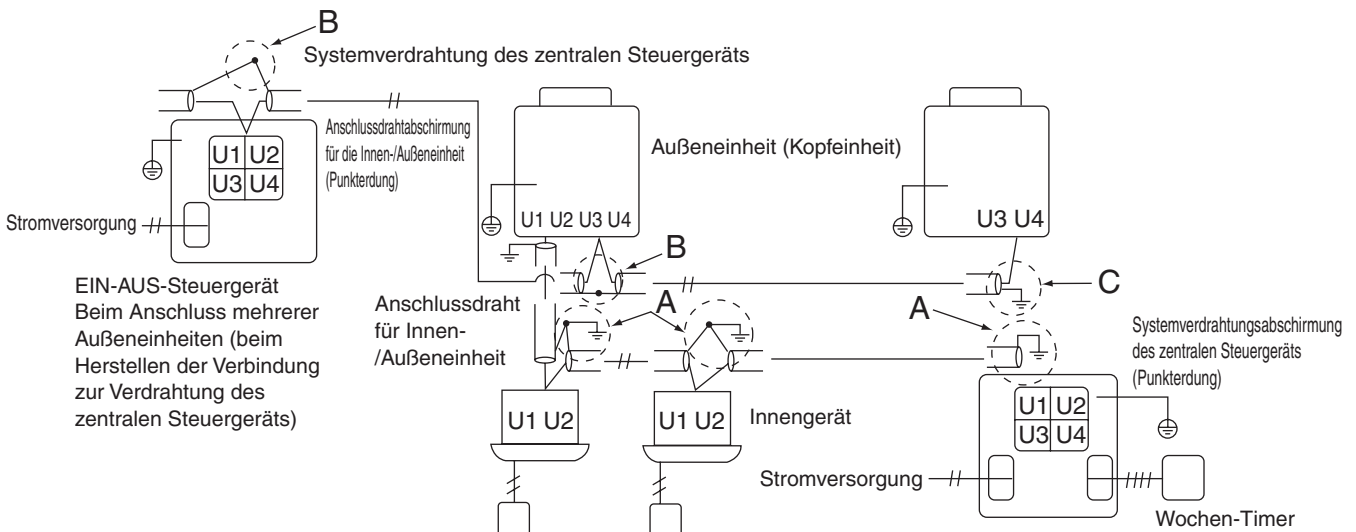 B
Systemverdrahtung des zentralen Steuergeräts
Anschlussdrahtabschirmung
für die Innen-/Außeneinheit
(Punkterdung)
U1 U2
U3 U4
Stromversorgung
EIN-AUS-Steuergerät
Beim Anschluss mehrerer
Außeneinheiten (beim
Herstellen der Verbindung
zur Verdrahtung des
zentralen Steuergeräts)
Außeneinheit (Kopfeinheit)
U1 U2 U3 U4
U3 U4
B
C
Anschlussdraht
für Innen-
/Außeneinheit
A
A
Systemverdrahtungsabschirmung
des zentralen Steuergeräts
(Punkterdung)
U1 U2
U1 U2
Innengerät
U1 U2
U3 U4
Stromversorgung
Wochen-Timer